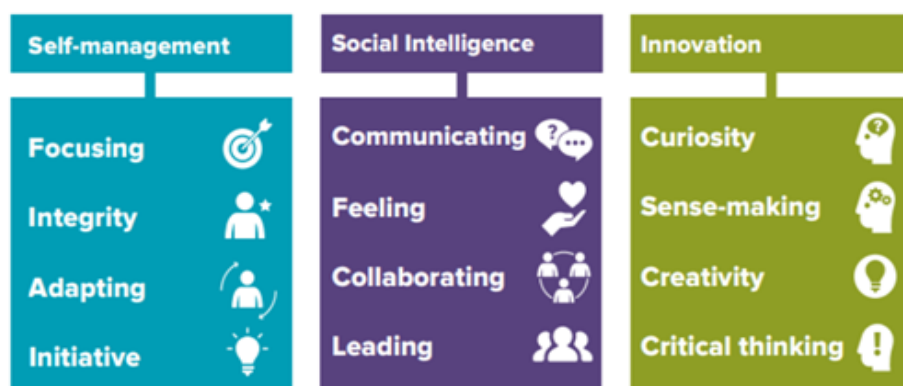 Self-management
Focusing
Integrity
Adapting
Initiative
Social Intelligence
Communicating
Feeling
Collaborating
Leading
Innovation
Curiosity
Sense-making
Creativity
Critical thinking